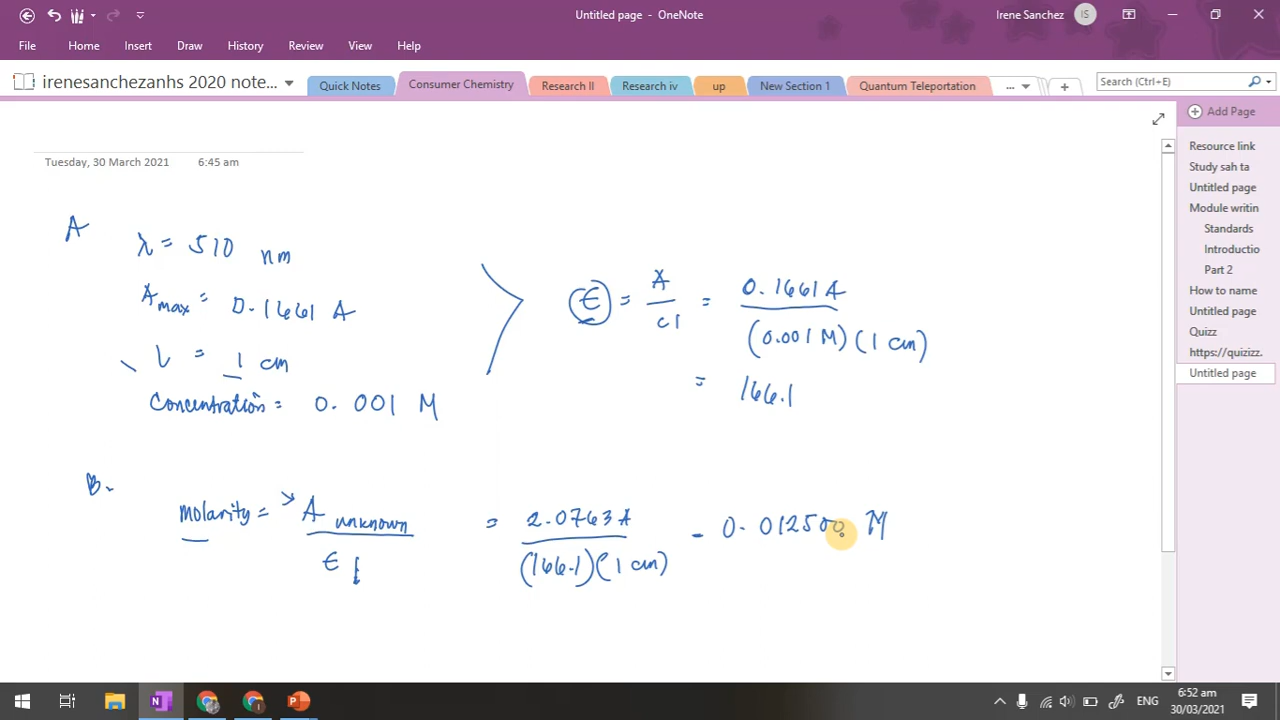 Untitled page - OneNote
Irene Sanchez IS
File Home Insert Draw History Review View Help
irenesanchezanhs 2020 note...
Quick Notes Consumer Chemistry Research II Research iv up New Section 1 Quantum Teleportation ... +
Search (Ctrl+E)
Add Page
Resource link
Study sah ta
Untitled page
Module writin
Standards
Introductio
Part 2
How to name
Untitled page
Quizz
https://quizizz.
Untitled page
Tuesday, 30 March 2021 6:45 am
A
λ = 510 nm
Amax = 0.1661 A
l = 1 cm
Concentration = 0.001 M
ϵ = A / cl = 0.1661 A / (0.001 M)(1 cm)
= 166.1
B.
Molarity = A unknown / ϵ l = 2.0763 A / (166.1)(1 cm) - 0.012500 M
ENG
6:52 am
30/03/2021